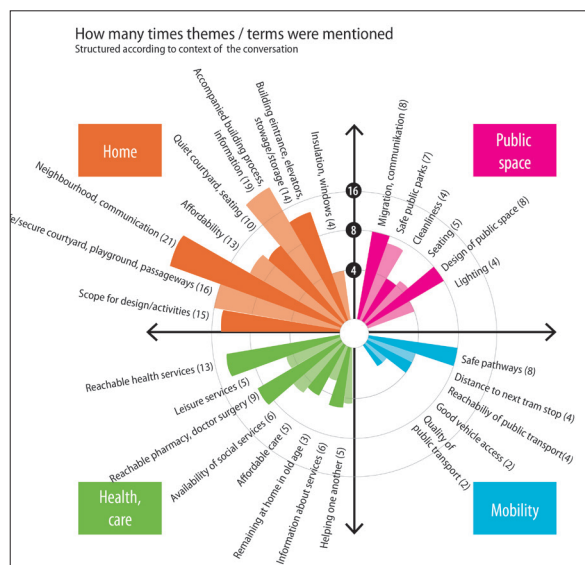 How many times themes / terms were mentioned
Structured according to context of the conversation
Home
Public
space
Health,
care
Mobility
16
8
4
Scope for design/activities (15)
e/secure courtyard, playground, passageways (16)
Neighbourhood, communication (21)
Affordability (13)
Quiet courtyard, seating (10)
Accompanied building process,
information (19)
Building eintrance, elevators,
stowage/storage (14)
Insulation, windows (4)
Migration, communikation (8)
Safe public parks (7)
Cleanliness (4)
Seating (5)
Design of public space (8)
Lighting (4)
Safe pathways (8)
Distance to next tram stop (4)
Reachabiliy of public transport(4)
Good vehicle access (2)
Quality of
public transport (2)
Reachable health services (13)
Leisure services (5)
Reachable pharmacy, doctor surgery (9)
Availability of social services (6)
Affordable care (5)
Remaining at home in old age (3)
Information about services (6)
Helping one another (5)